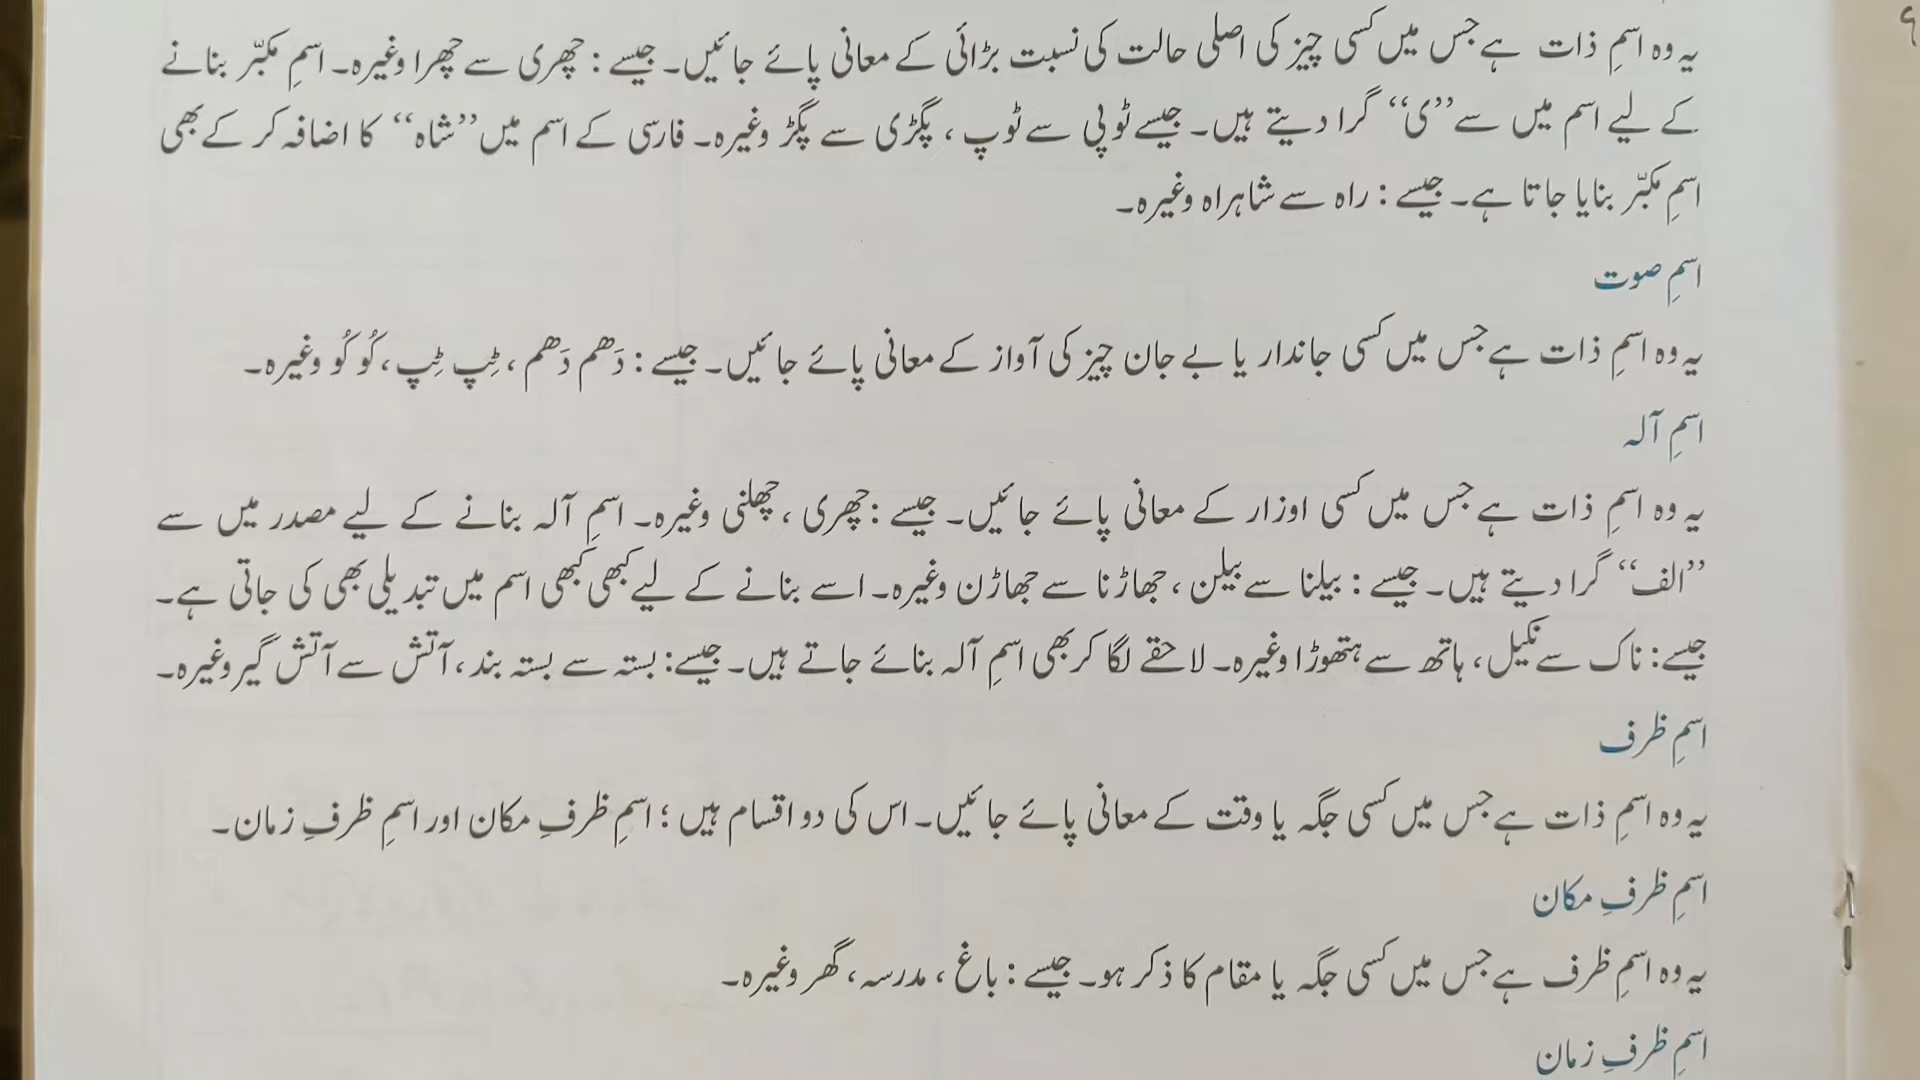 یہ وہ اسمِ ذات ہے جس میں کسی چیز کی اصلی حالت کی نسبت بڑائی کے معانی پائے جائیں۔ جیسے : چھری سے چھرا وغیرہ۔ اسمِ مکبّر بنانے
کے لیے اسم میں سے ’’ی‘‘ گرا دیتے ہیں۔ جیسے ٹوپی سے ٹوپ ، پگڑی سے پگڑ وغیرہ۔ فارسی کے اسم میں ’’شاہ‘‘ کا اضافہ کر کے بھی
اسمِ مکبّر بنایا جاتا ہے۔ جیسے : راہ سے شاہراہ وغیرہ۔
اسمِ صوت
یہ وہ اسمِ ذات ہے جس میں کسی جاندار یا بے جان چیز کی آواز کے معانی پائے جائیں۔ جیسے : دَھم دَھم ، ٹِپ ٹِپ ، کُو کُو وغیرہ۔
اسمِ آلہ
یہ وہ اسمِ ذات ہے جس میں کسی اوزار کے معانی پائے جائیں۔ جیسے : چھری ، چھلنی وغیرہ۔ اسمِ آلہ بنانے کے لیے مصدر میں سے
’’الف‘‘ گرا دیتے ہیں۔ جیسے : بیلنا سے بیلن ، جھاڑنا سے جھاڑن وغیرہ۔ اسے بنانے کے لیے کبھی کبھی اسم میں تبدیلی بھی کی جاتی ہے۔
جیسے : ناک سے نکیل ، ہاتھ سے ہتھوڑا وغیرہ۔ لاحقے لگا کر بھی اسمِ آلہ بنائے جاتے ہیں۔ جیسے : بستہ سے بستہ بند ، آتش سے آتش گیر وغیرہ۔
اسمِ ظرف
یہ وہ اسمِ ذات ہے جس میں کسی جگہ یا وقت کے معانی پائے جائیں۔ اس کی دو اقسام ہیں ؛ اسمِ ظرفِ مکان اور اسمِ ظرفِ زمان۔
اسمِ ظرفِ مکان
یہ وہ اسمِ ظرف ہے جس میں کسی جگہ یا مقام کا ذکر ہو۔ جیسے : باغ ، مدرسہ ، گھر وغیرہ۔
اسمِ ظرفِ زمان